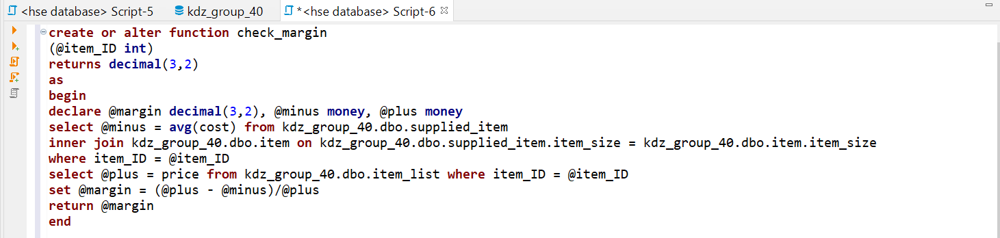 <hse database> Script-5 kdz_group_40 *<hse database> Script-6
create or alter function check_margin
(@item_ID int)
returns decimal(3,2)
as
begin
declare @margin decimal(3,2), @minus money, @plus money
select @minus = avg(cost) from kdz_group_40.dbo.supplied_item
inner join kdz_group_40.dbo.item on kdz_group_40.dbo.supplied_item.item_size = kdz_group_40.dbo.item.item_size
where item_ID = @item_ID
select @plus = price from kdz_group_40.dbo.item_list where item_ID = @item_ID
set @margin = (@plus - @minus)/@plus
return @margin
end